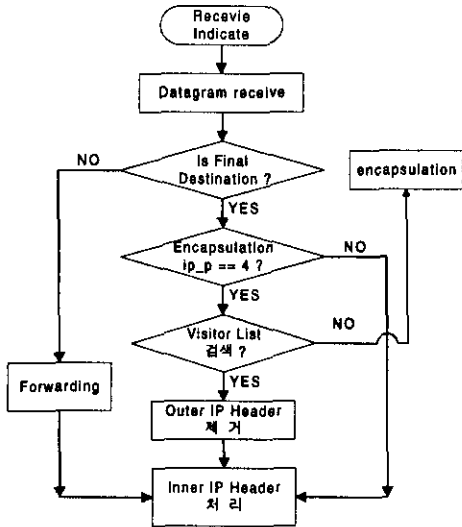 Recevie
Indicate
Datagram receive
NO
Is Final
Destination ?
encapsulation
YES
Encapsulation
ip_p == 4 ?
NO
YES
Visitor List
검색 ?
NO
Forwarding
YES
Outer IP Header
제 거
Inner IP Header
처 리